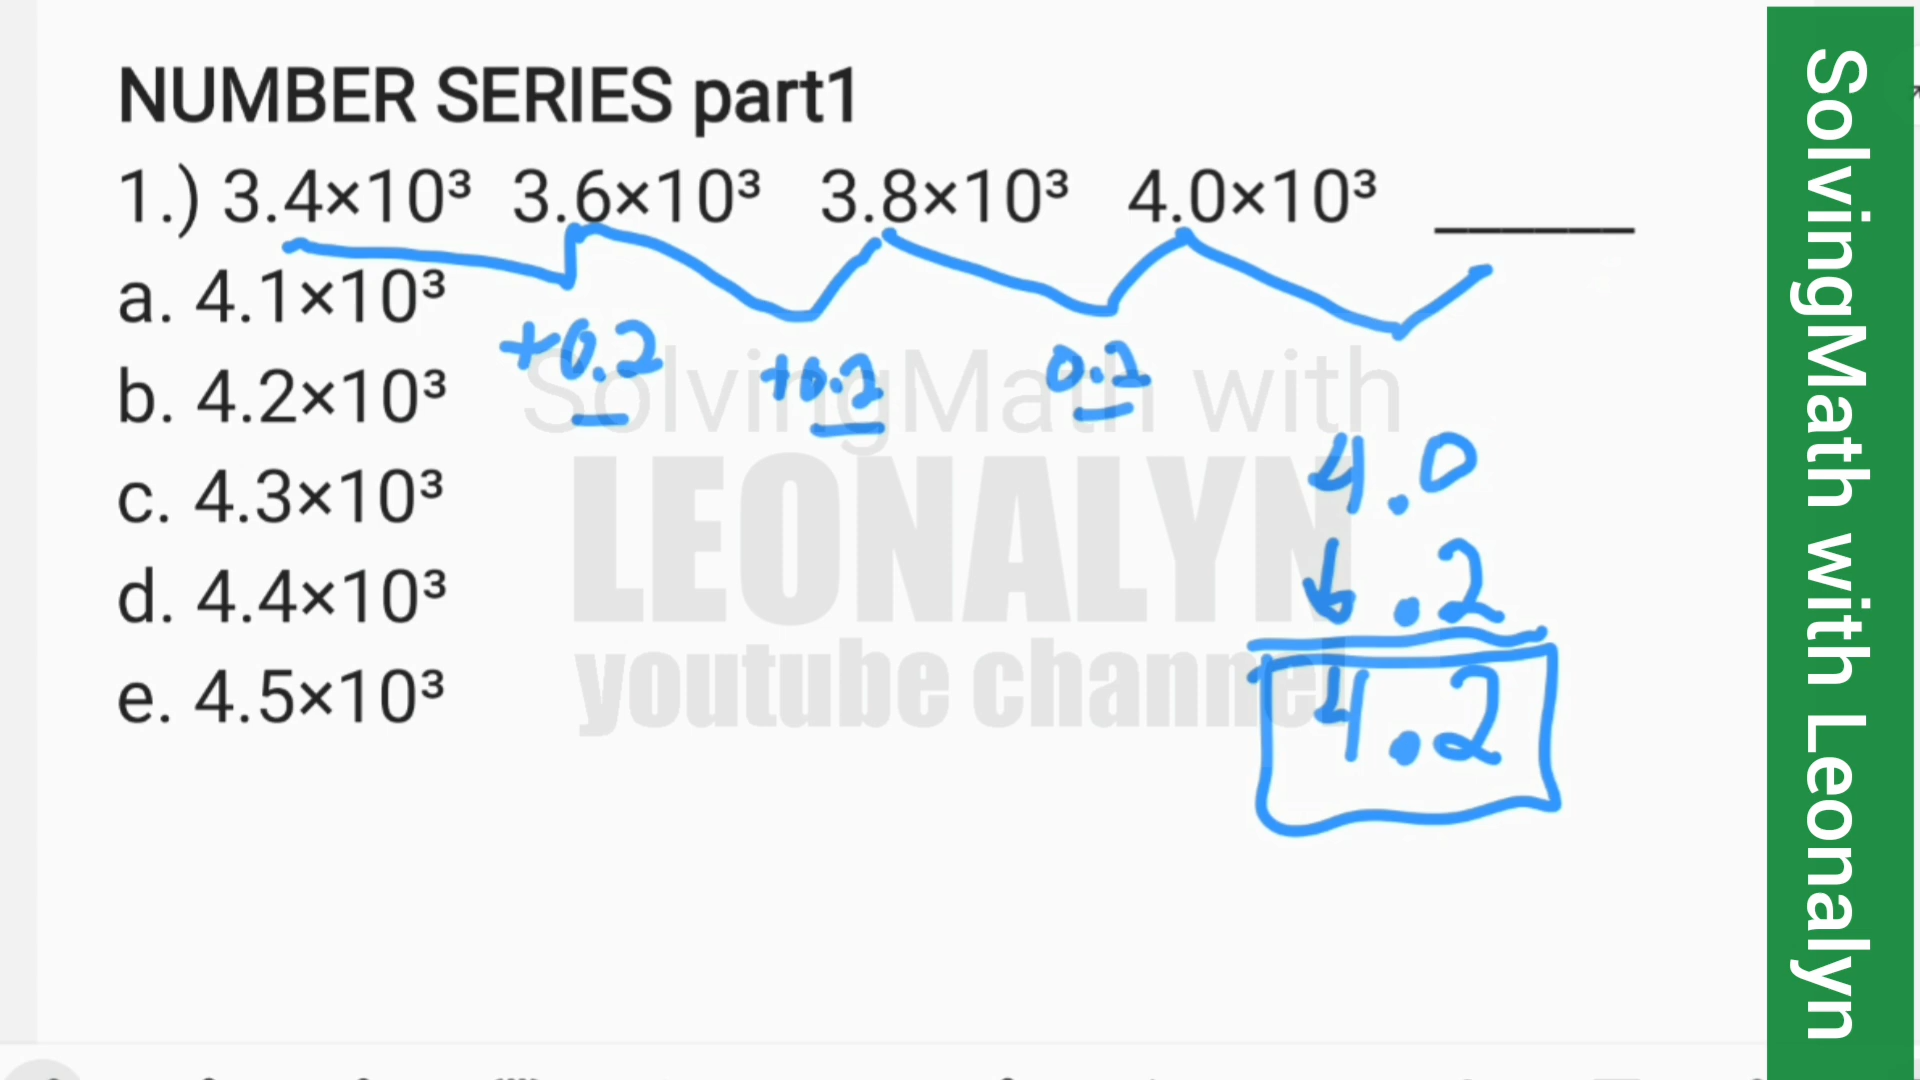 NUMBER SERIES part1
1.) 3.4×10³ 3.6×10³ 3.8×10³ 4.0×10³ ______
a. 4.1×10³
b. 4.2×10³
c. 4.3×10³
d. 4.4×10³
e. 4.5×10³
+0.2 +0.2 0.2
4.0
.2
4.2
SolvingMath with
LEONALYN
youtube channel
SolvingMath with Leonalyn